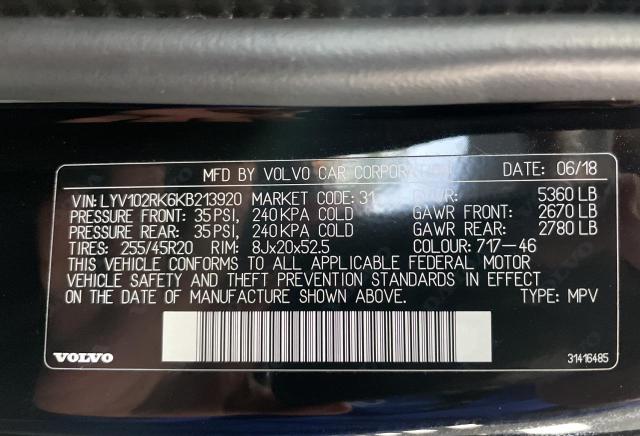 MFD BY VOLVO CAR CORPORATION DATE: 06/18
VIN: LYV102RK6KB213920 MARKET CODE: 31 GVWR: 5360 LB
PRESSURE FRONT: 35 PSI, 240 KPA COLD GAWR FRONT: 2670 LB
PRESSURE REAR: 35 PSI, 240 KPA COLD GAWR REAR: 2780 LB
TIRES: 255/45R20 RIM: 8Jx20x52.5 COLOUR: 717-46
THIS VEHICLE CONFORMS TO ALL APPLICABLE FEDERAL MOTOR
VEHICLE SAFETY AND THEFT PREVENTION STANDARDS IN EFFECT
ON THE DATE OF MANUFACTURE SHOWN ABOVE. TYPE: MPV
VOLVO 31416485